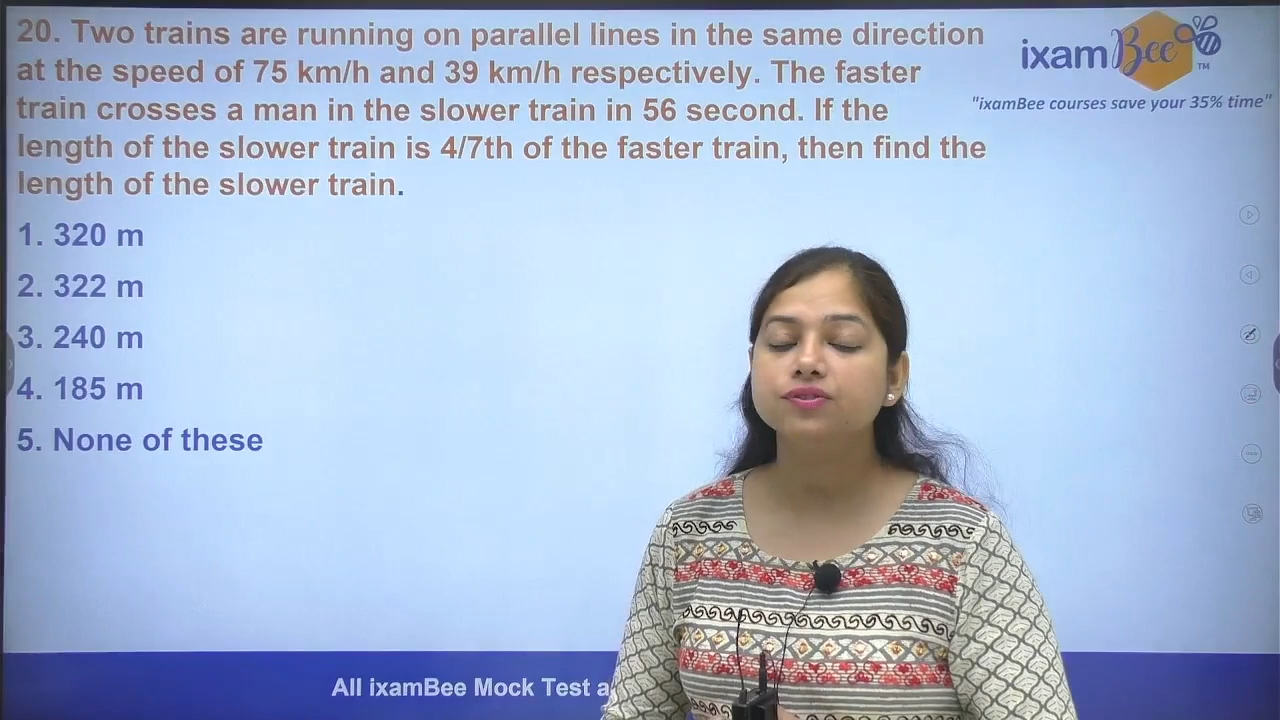 20. Two trains are running on parallel lines in the same direction
at the speed of 75 km/h and 39 km/h respectively. The faster
train crosses a man in the slower train in 56 second. If the
length of the slower train is 4/7th of the faster train, then find the
length of the slower train.
1. 320 m
2. 322 m
3. 240 m
4. 185 m
5. None of these
ixamBee
TM
"ixamBee courses save your 35% time"
All ixamBee Mock Test a